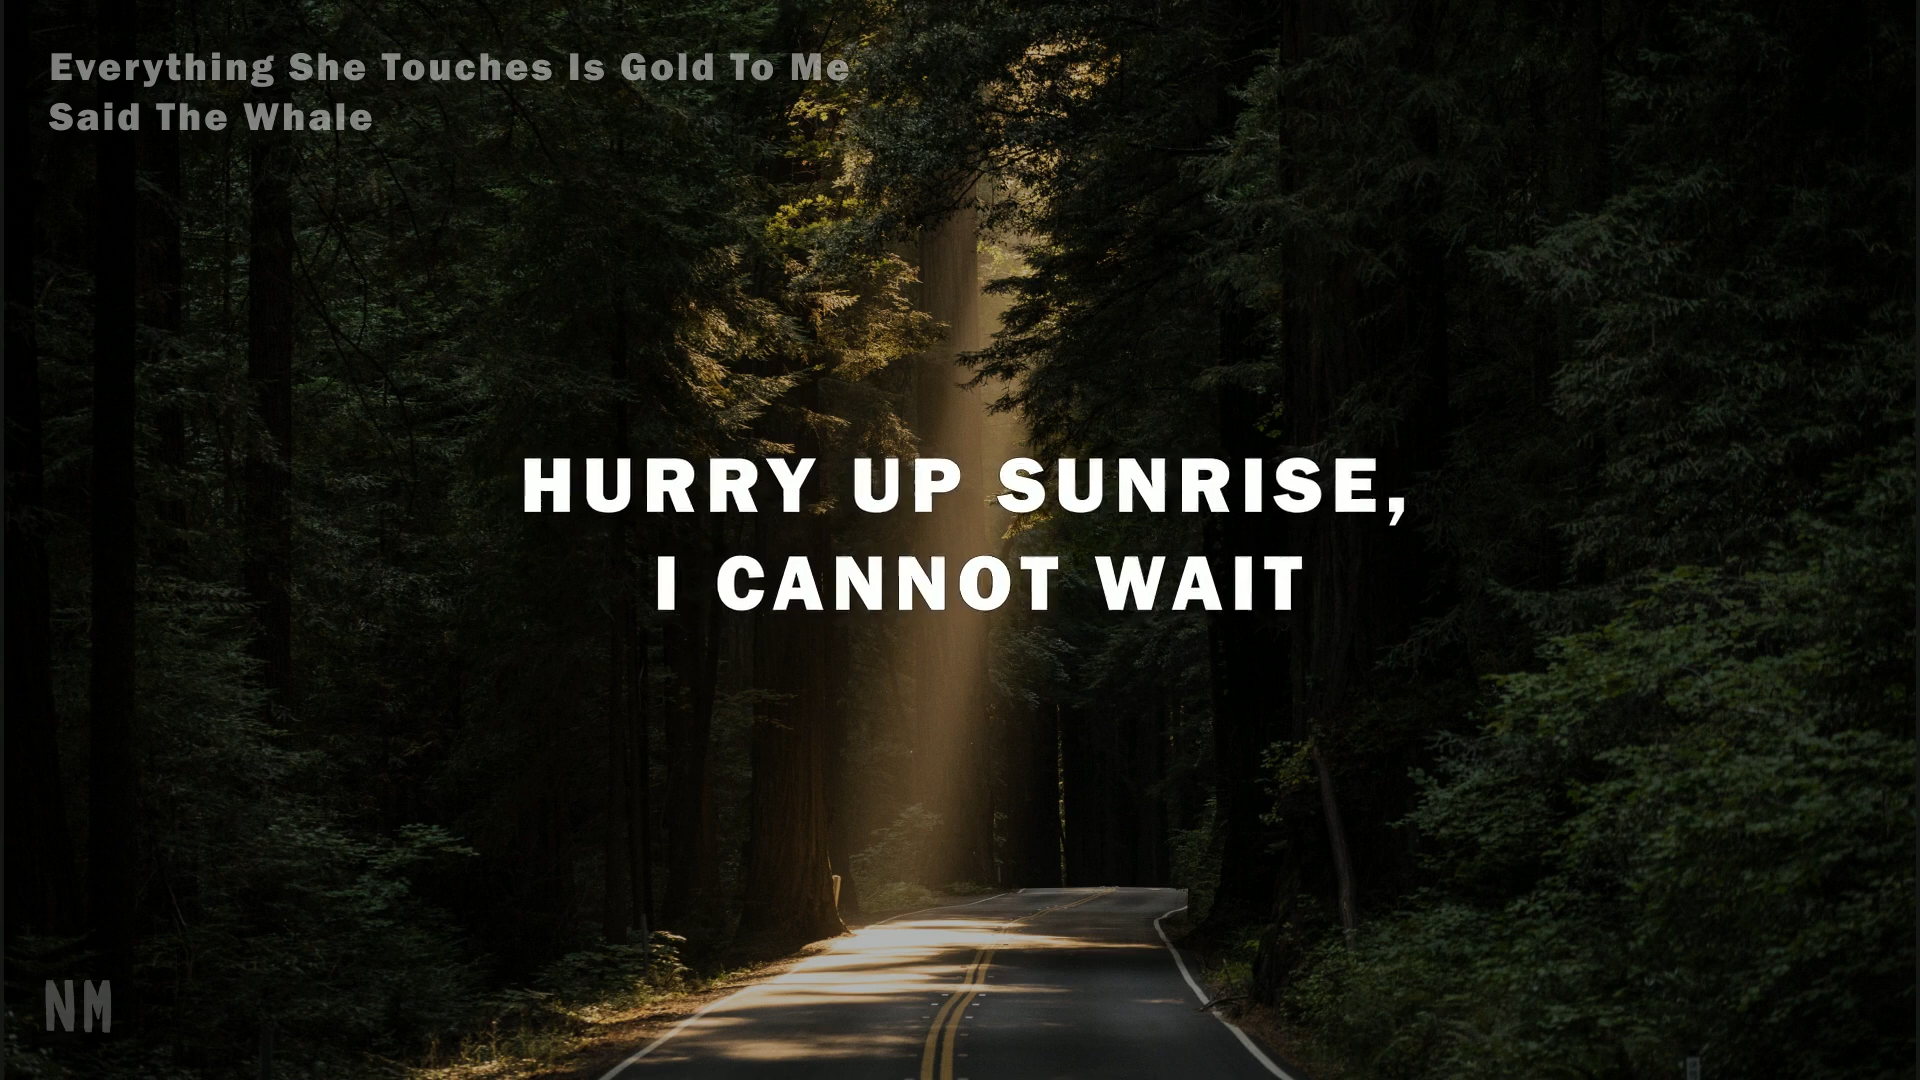 Everything She Touches Is Gold To Me
Said The Whale
HURRY UP SUNRISE,
I CANNOT WAIT
NM